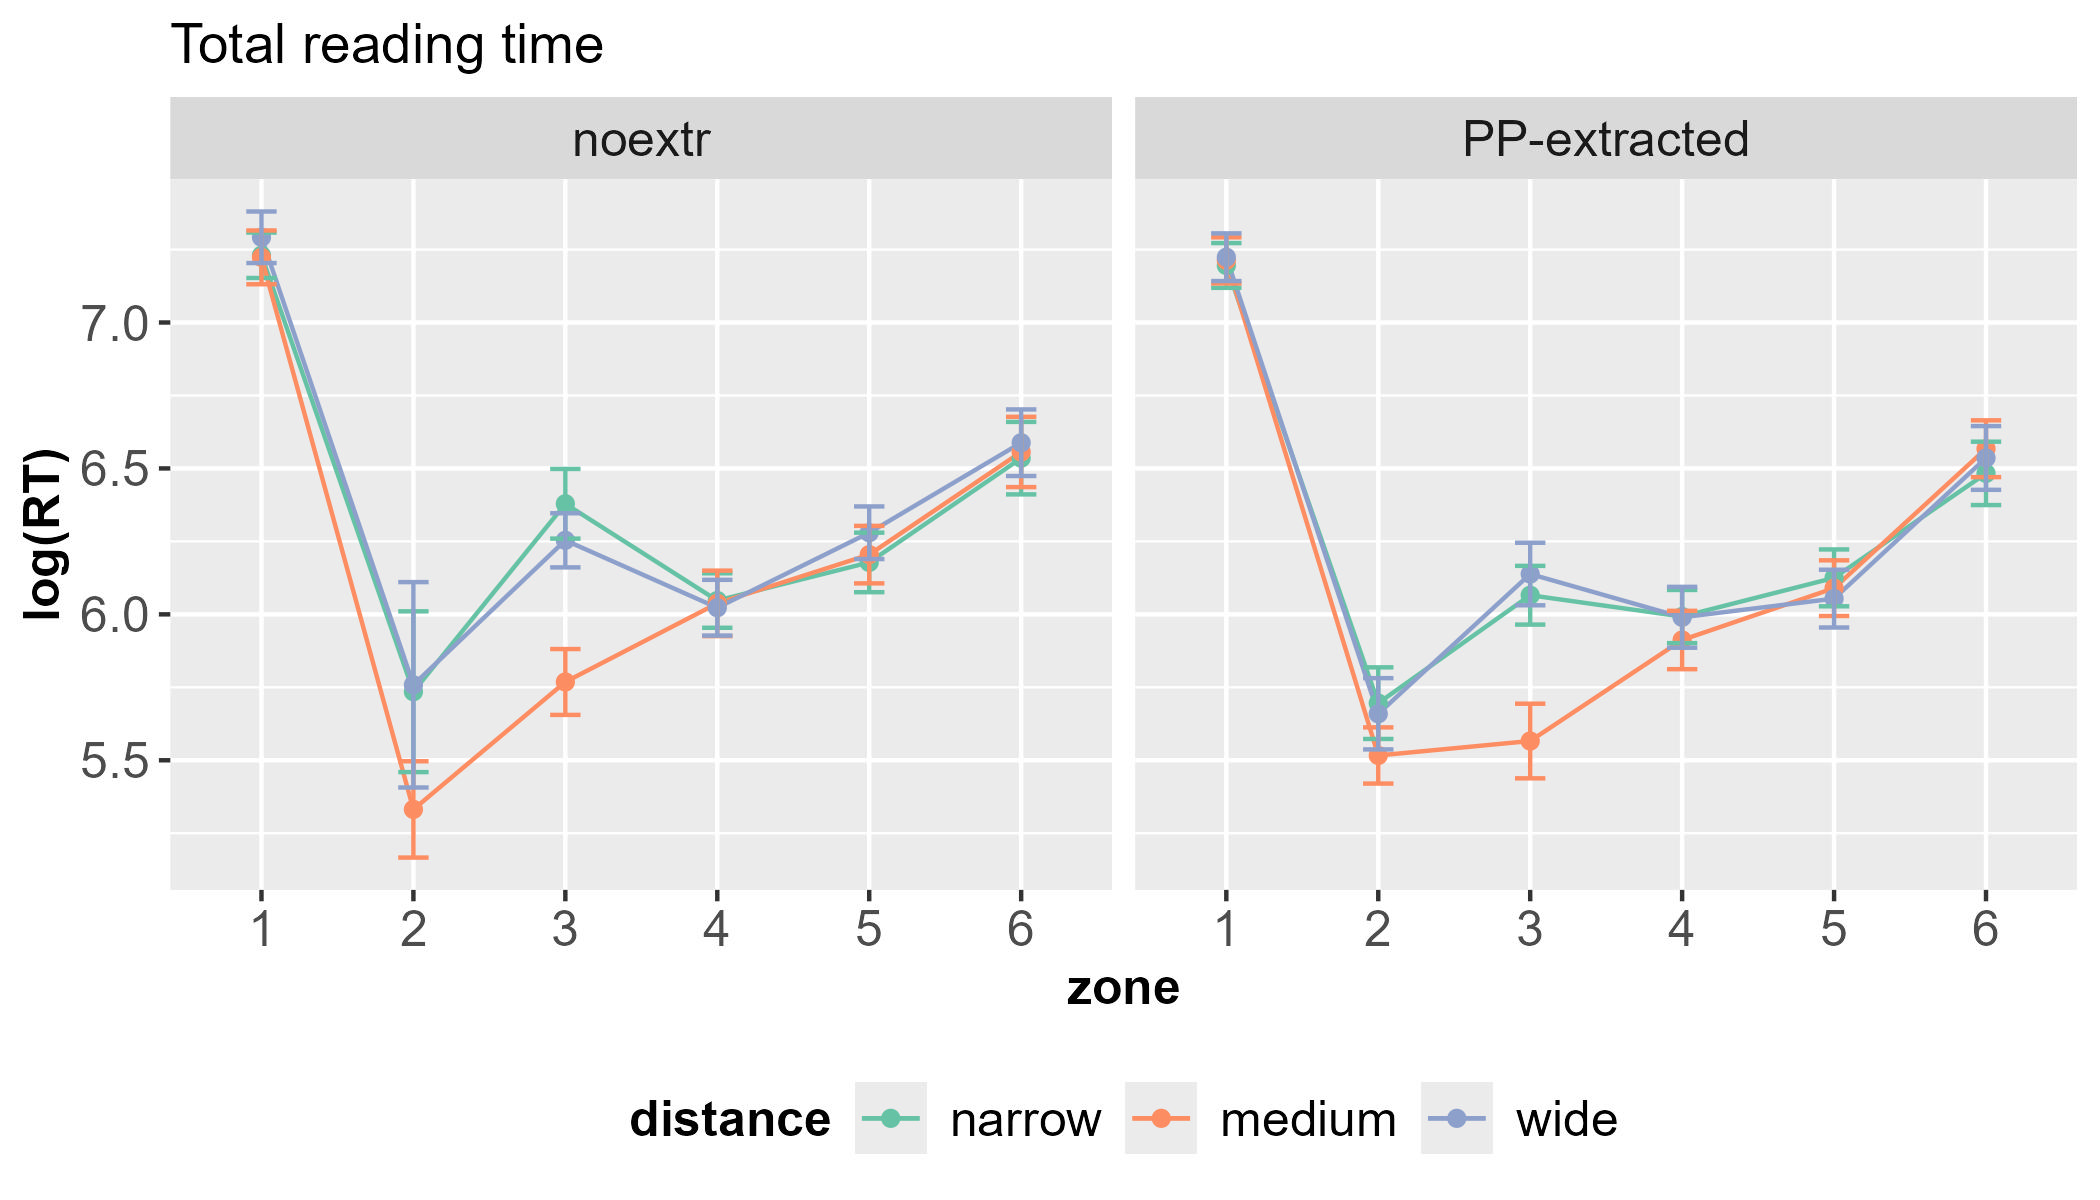 Total reading time
noextr
PP-extracted
log(RT)
7.0
6.5
6.0
5.5
1 2 3 4 5 6
1 2 3 4 5 6
zone
distance narrow medium wide